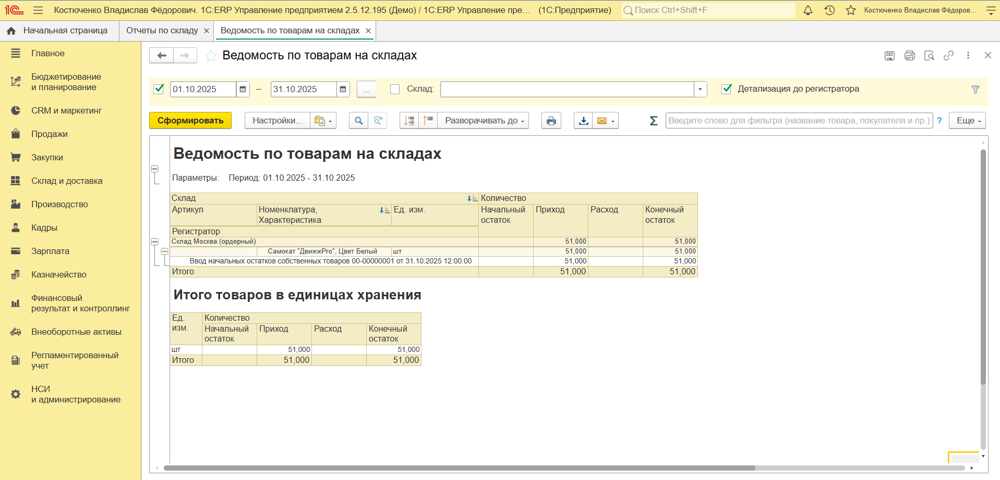 1С Костюченко Владислав Фёдорович. 1С:ERP Управление предприятием 2.5.12.195 (Демо) / 1С:ERP Управление пре... (1С:Предприятие) Поиск Ctrl+Shift+F Костюченко Владислав Фёдоров...
Начальная страница Отчеты по складу Ведомость по товарам на складах
Главное
Бюджетирование
и планирование
CRM и маркетинг
Продажи
Закупки
Склад и доставка
Производство
Кадры
Зарплата
Казначейство
Финансовый
результат и контроллинг
Внеоборотные активы
Регламентированный
учет
НСИ
и администрирование
Ведомость по товарам на складах
01.10.2025 – 31.10.2025 ... Склад: Детализация до регистратора
Сформировать Настройки... Разворачивать до Σ Введите слово для фильтра (название товара, покупателя и пр.) ? Еще
Ведомость по товарам на складах
Параметры: Период: 01.10.2025 - 31.10.2025
Склад Количество
Артикул Номенклатура, Ед. изм. Начальный Приход Расход Конечный
Характеристика остаток остаток
Регистратор
Склад Москва (ордерный) 51,000 51,000
Самокат "ДвижжPro", Цвет Белый шт 51,000 51,000
Ввод начальных остатков собственных товаров 00-00000001 от 31.10.2025 12:00:00 51,000 51,000
Итого 51,000 51,000
Итого товаров в единицах хранения
Ед. Количество
изм. Начальный Приход Расход Конечный
остаток остаток
шт 51,000 51,000
Итого 51,000 51,000